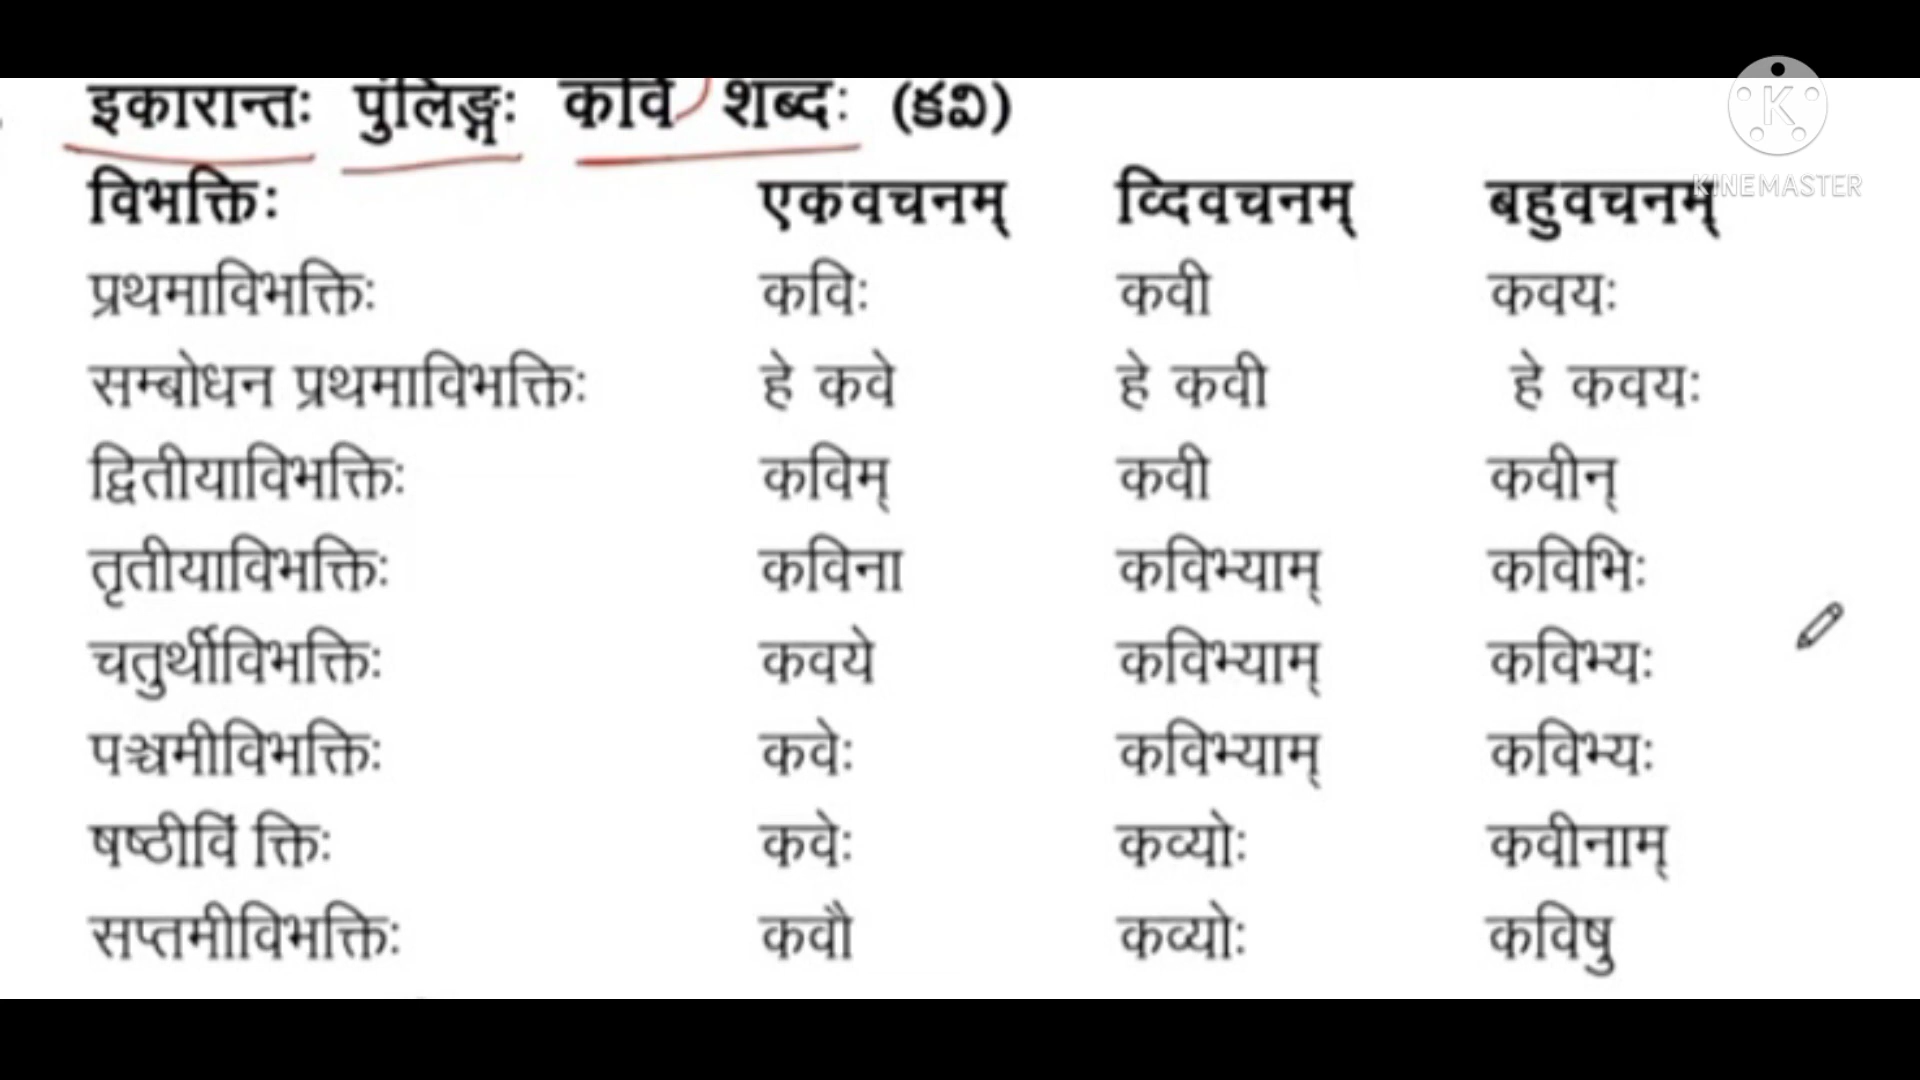 इकारान्तः पुंलिङ्गः कवि शब्दः (కవి)
K
KINEMASTER
विभक्तिः एकवचनम् व्दिवचनम् बहुवचनम्
प्रथमाविभक्तिः कविः कवी कवयः
सम्बोधन प्रथमाविभक्तिः हे कवे हे कवी हे कवयः
द्वितीयाविभक्तिः कविम् कवी कवीन्
तृतीयाविभक्तिः कविना कविभ्याम् कविभिः
चतुर्थीविभक्तिः कवये कविभ्याम् कविभ्यः
पञ्चमीविभक्तिः कवेः कविभ्याम् कविभ्यः
षष्ठीविं क्तिः कवेः कव्योः कवीनाम्
सप्तमीविभक्तिः कवौ कव्योः कविषु